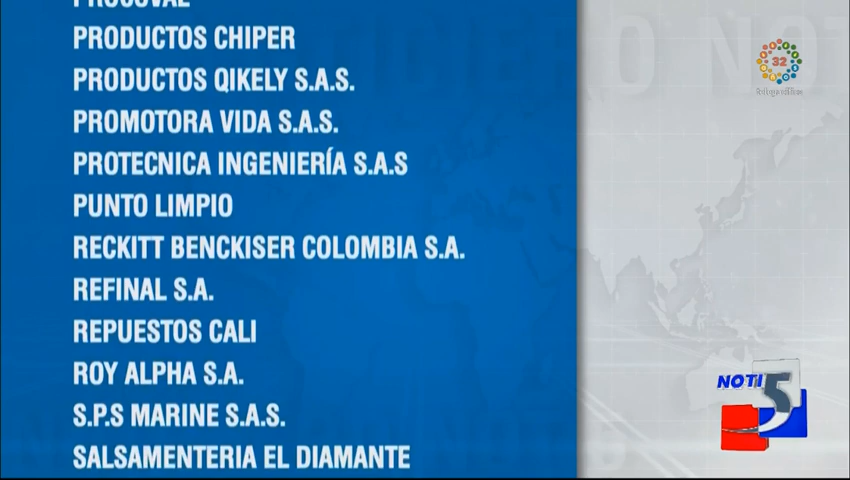 PRODUCTOS CHIPER
PRODUCTOS QIKELY S.A.S.
PROMOTORA VIDA S.A.S.
PROTECNICA INGENIERÍA S.A.S
PUNTO LIMPIO
RECKITT BENCKISER COLOMBIA S.A.
REFINAL S.A.
REPUESTOS CALI
ROY ALPHA S.A.
S.P.S MARINE S.A.S.
SALSAMENTERIA EL DIAMANTE
32
telepacífico
NOTI
5